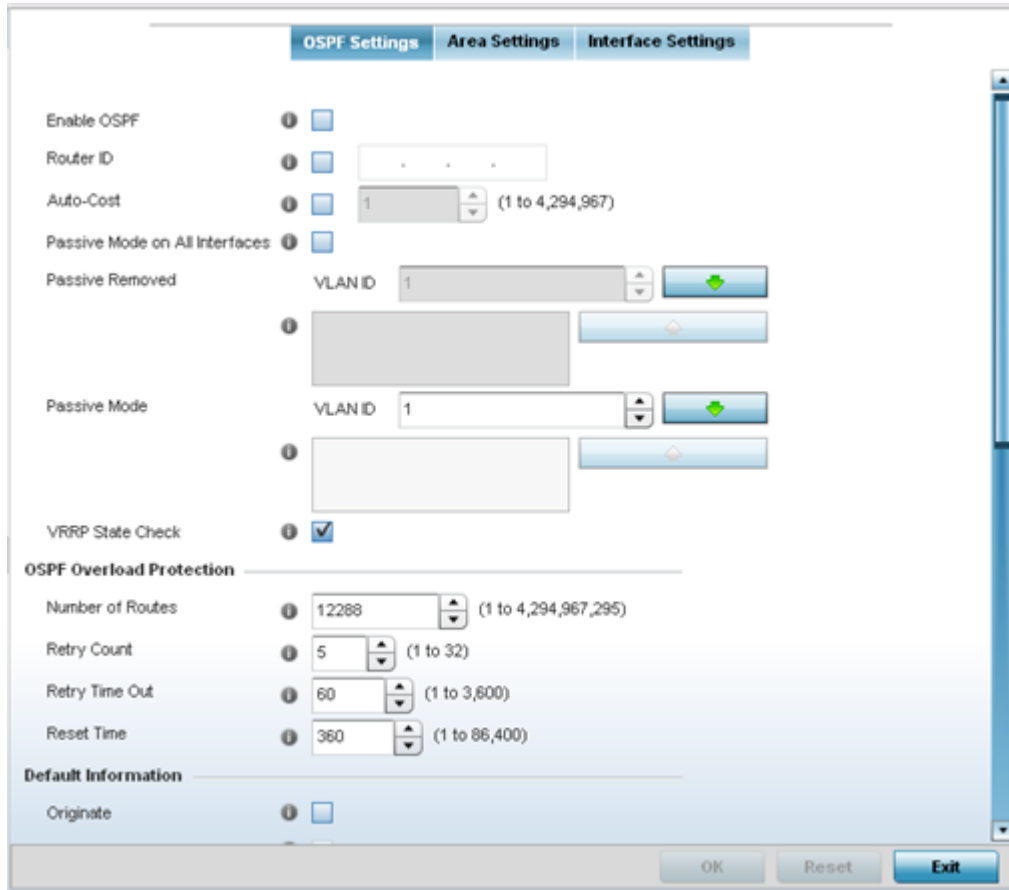 OSPF Settings Area Settings Interface Settings
Enable OSPF
Router ID . . .
Auto-Cost 1 (1 to 4,294,967)
Passive Mode on All Interfaces
Passive Removed VLAN ID 1
Passive Mode VLAN ID 1
VRRP State Check
OSPF Overload Protection
Number of Routes 12288 (1 to 4,294,967,295)
Retry Count 5 (1 to 32)
Retry Time Out 60 (1 to 3,600)
Reset Time 360 (1 to 86,400)
Default Information
Originate
OK Reset Exit